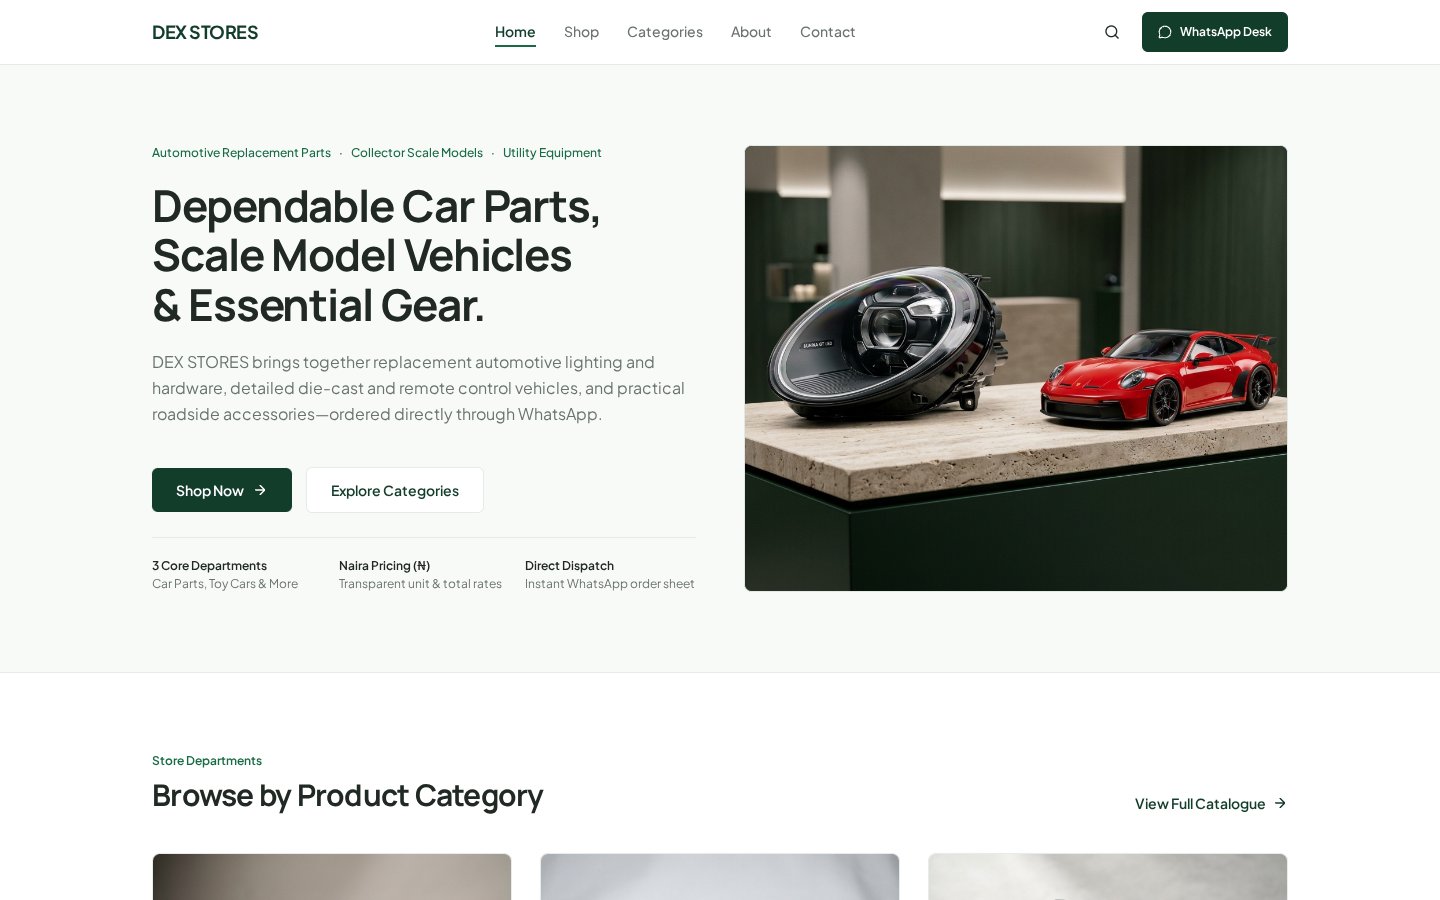 DEX STORES
Home
Shop
Categories
About
Contact
WhatsApp Desk
Automotive Replacement Parts · Collector Scale Models · Utility Equipment
Dependable Car Parts,
Scale Model Vehicles
& Essential Gear.
DEX STORES brings together replacement automotive lighting and
hardware, detailed die-cast and remote control vehicles, and practical
roadside accessories—ordered directly through WhatsApp.
Shop Now
Explore Categories
3 Core Departments
Car Parts, Toy Cars & More
Naira Pricing (₦)
Transparent unit & total rates
Direct Dispatch
Instant WhatsApp order sheet
Store Departments
Browse by Product Category
View Full Catalogue